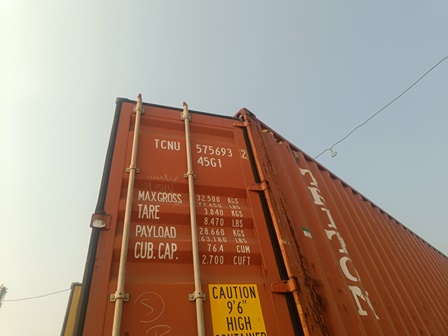 TCNU 575693 2
45G1
MAX.GROSS 32.500 KGS
71.650 LBS
TARE 3.840 KGS
8.470 LBS
PAYLOAD 28.660 KGS
63.180 LBS
CUB. CAP. 76.4 CUM
2.700 CUFT
CAUTION
9'6"
HIGH
CONTAINER
TRITON